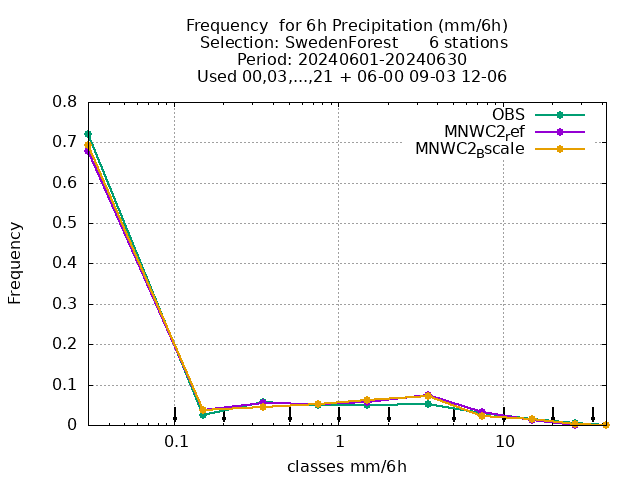 Frequency  for 6h Precipitation (mm/6h)
Selection: SwedenForest      6 stations
Period: 20240601-20240630
Used 00,03,...,21 + 06-00 09-03 12-06
OBS
MNWC2ref
MNWC2Bscale
0.8
0.7
0.6
0.5
0.4
0.3
0.2
0.1
0
Frequency
0.1
1
10
classes mm/6h